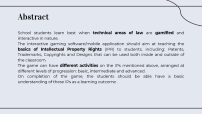 Abstract
School students learn best when technical areas of law are gamified and
interactive in nature.
The interactive gaming software/mobile application should aim at teaching the
basics of Intellectual Property Rights (IPR) to students, including Patents,
Trademarks, Copyrights and Designs that can be used both inside and outside of
the classroom.
The game can have different activities on the IPs mentioned above, arranged at
different levels of progression: basic, intermediate and advanced.
On completion of the game, the students should be able have a basic
understanding of these IPs as a learning outcome.